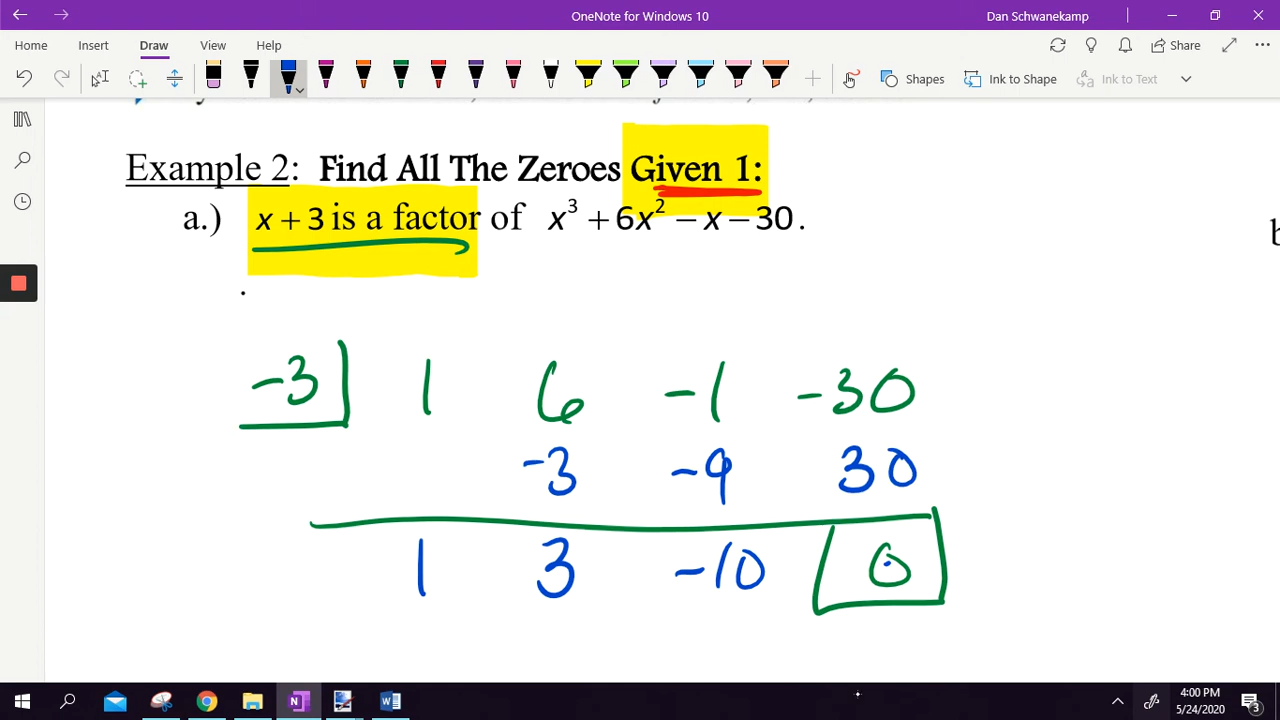 OneNote for Windows 10
Dan Schwanekamp
Home Insert Draw View Help
Share
Shapes Ink to Shape Ink to Text
Example 2: Find All The Zeroes Given 1:
a.) x + 3 is a factor of x³ + 6x² − x − 30.
.
-3 1 6 -1 -30
-3 -9 30
1 3 -10 0
4:00 PM
5/24/2020
3